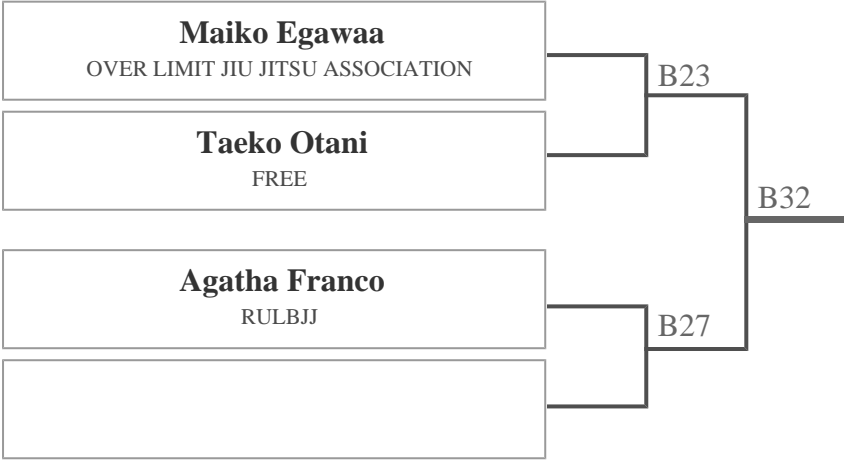 Maiko Egawaa
OVER LIMIT JIU JITSU ASSOCIATION
B23
Taeko Otani
FREE
B32
Agatha Franco
RULBJJ
B27